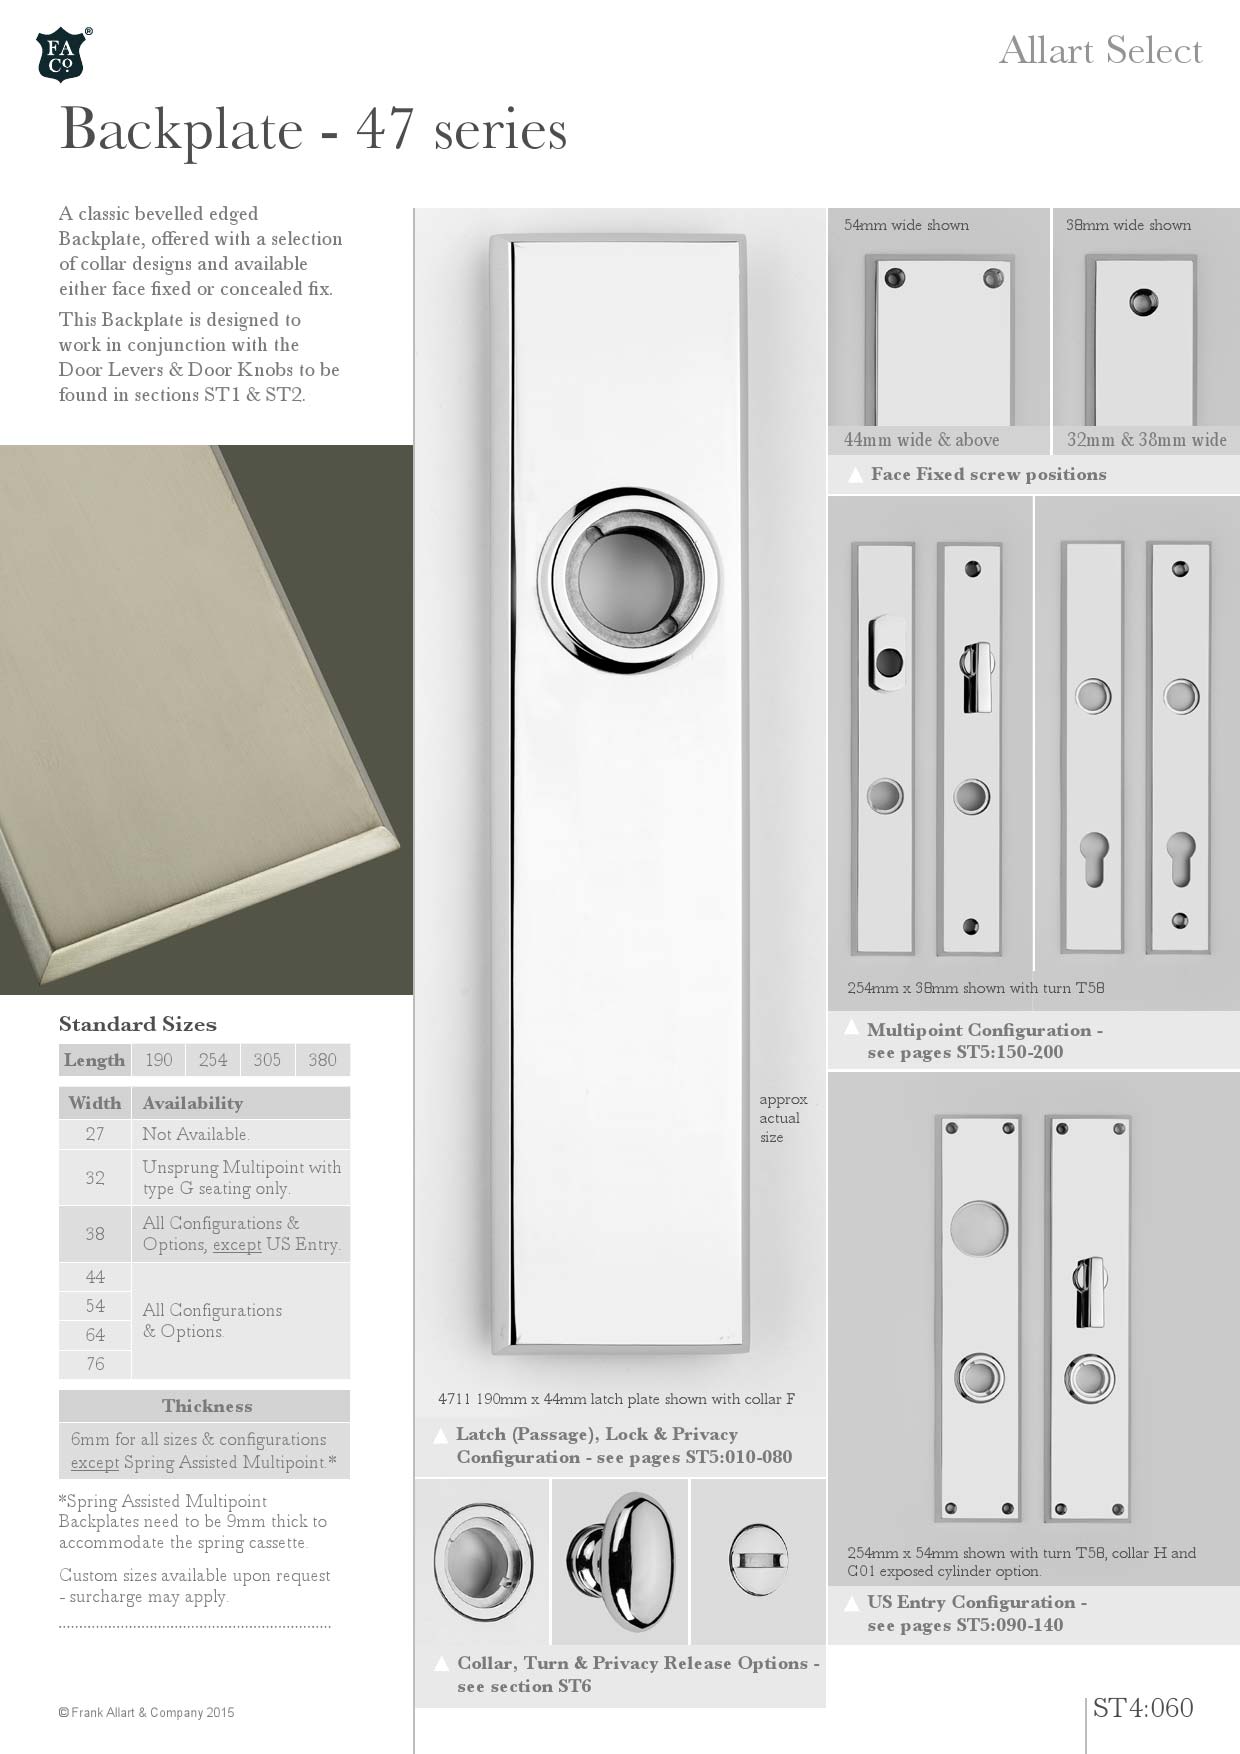 FA
Co.
®
Allart Select
Backplate - 47 series
A classic bevelled edged
Backplate, offered with a selection
of collar designs and available
either face fixed or concealed fix.
This Backplate is designed to
work in conjunction with the
Door Levers & Door Knobs to be
found in sections ST1 & ST2.
Standard Sizes
Length 190 254 305 380
Width Availability
27 Not Available.
32 Unsprung Multipoint with
type G seating only.
38 All Configurations &
Options, except US Entry.
44
54 All Configurations
64 & Options.
76
Thickness
6mm for all sizes & configurations
except Spring Assisted Multipoint.*
*Spring Assisted Multipoint
Backplates need to be 9mm thick to
accommodate the spring cassette.
Custom sizes available upon request
- surcharge may apply.
© Frank Allart & Company 2015
approx
actual
size
4711 190mm x 44mm latch plate shown with collar F
Latch (Passage), Lock & Privacy
Configuration - see pages ST5:010-080
Collar, Turn & Privacy Release Options -
see section ST6
54mm wide shown
38mm wide shown
44mm wide & above
32mm & 38mm wide
Face Fixed screw positions
254mm x 38mm shown with turn T58
Multipoint Configuration -
see pages ST5:150-200
254mm x 54mm shown with turn T58, collar H and
C01 exposed cylinder option.
US Entry Configuration -
see pages ST5:090-140
ST4:060